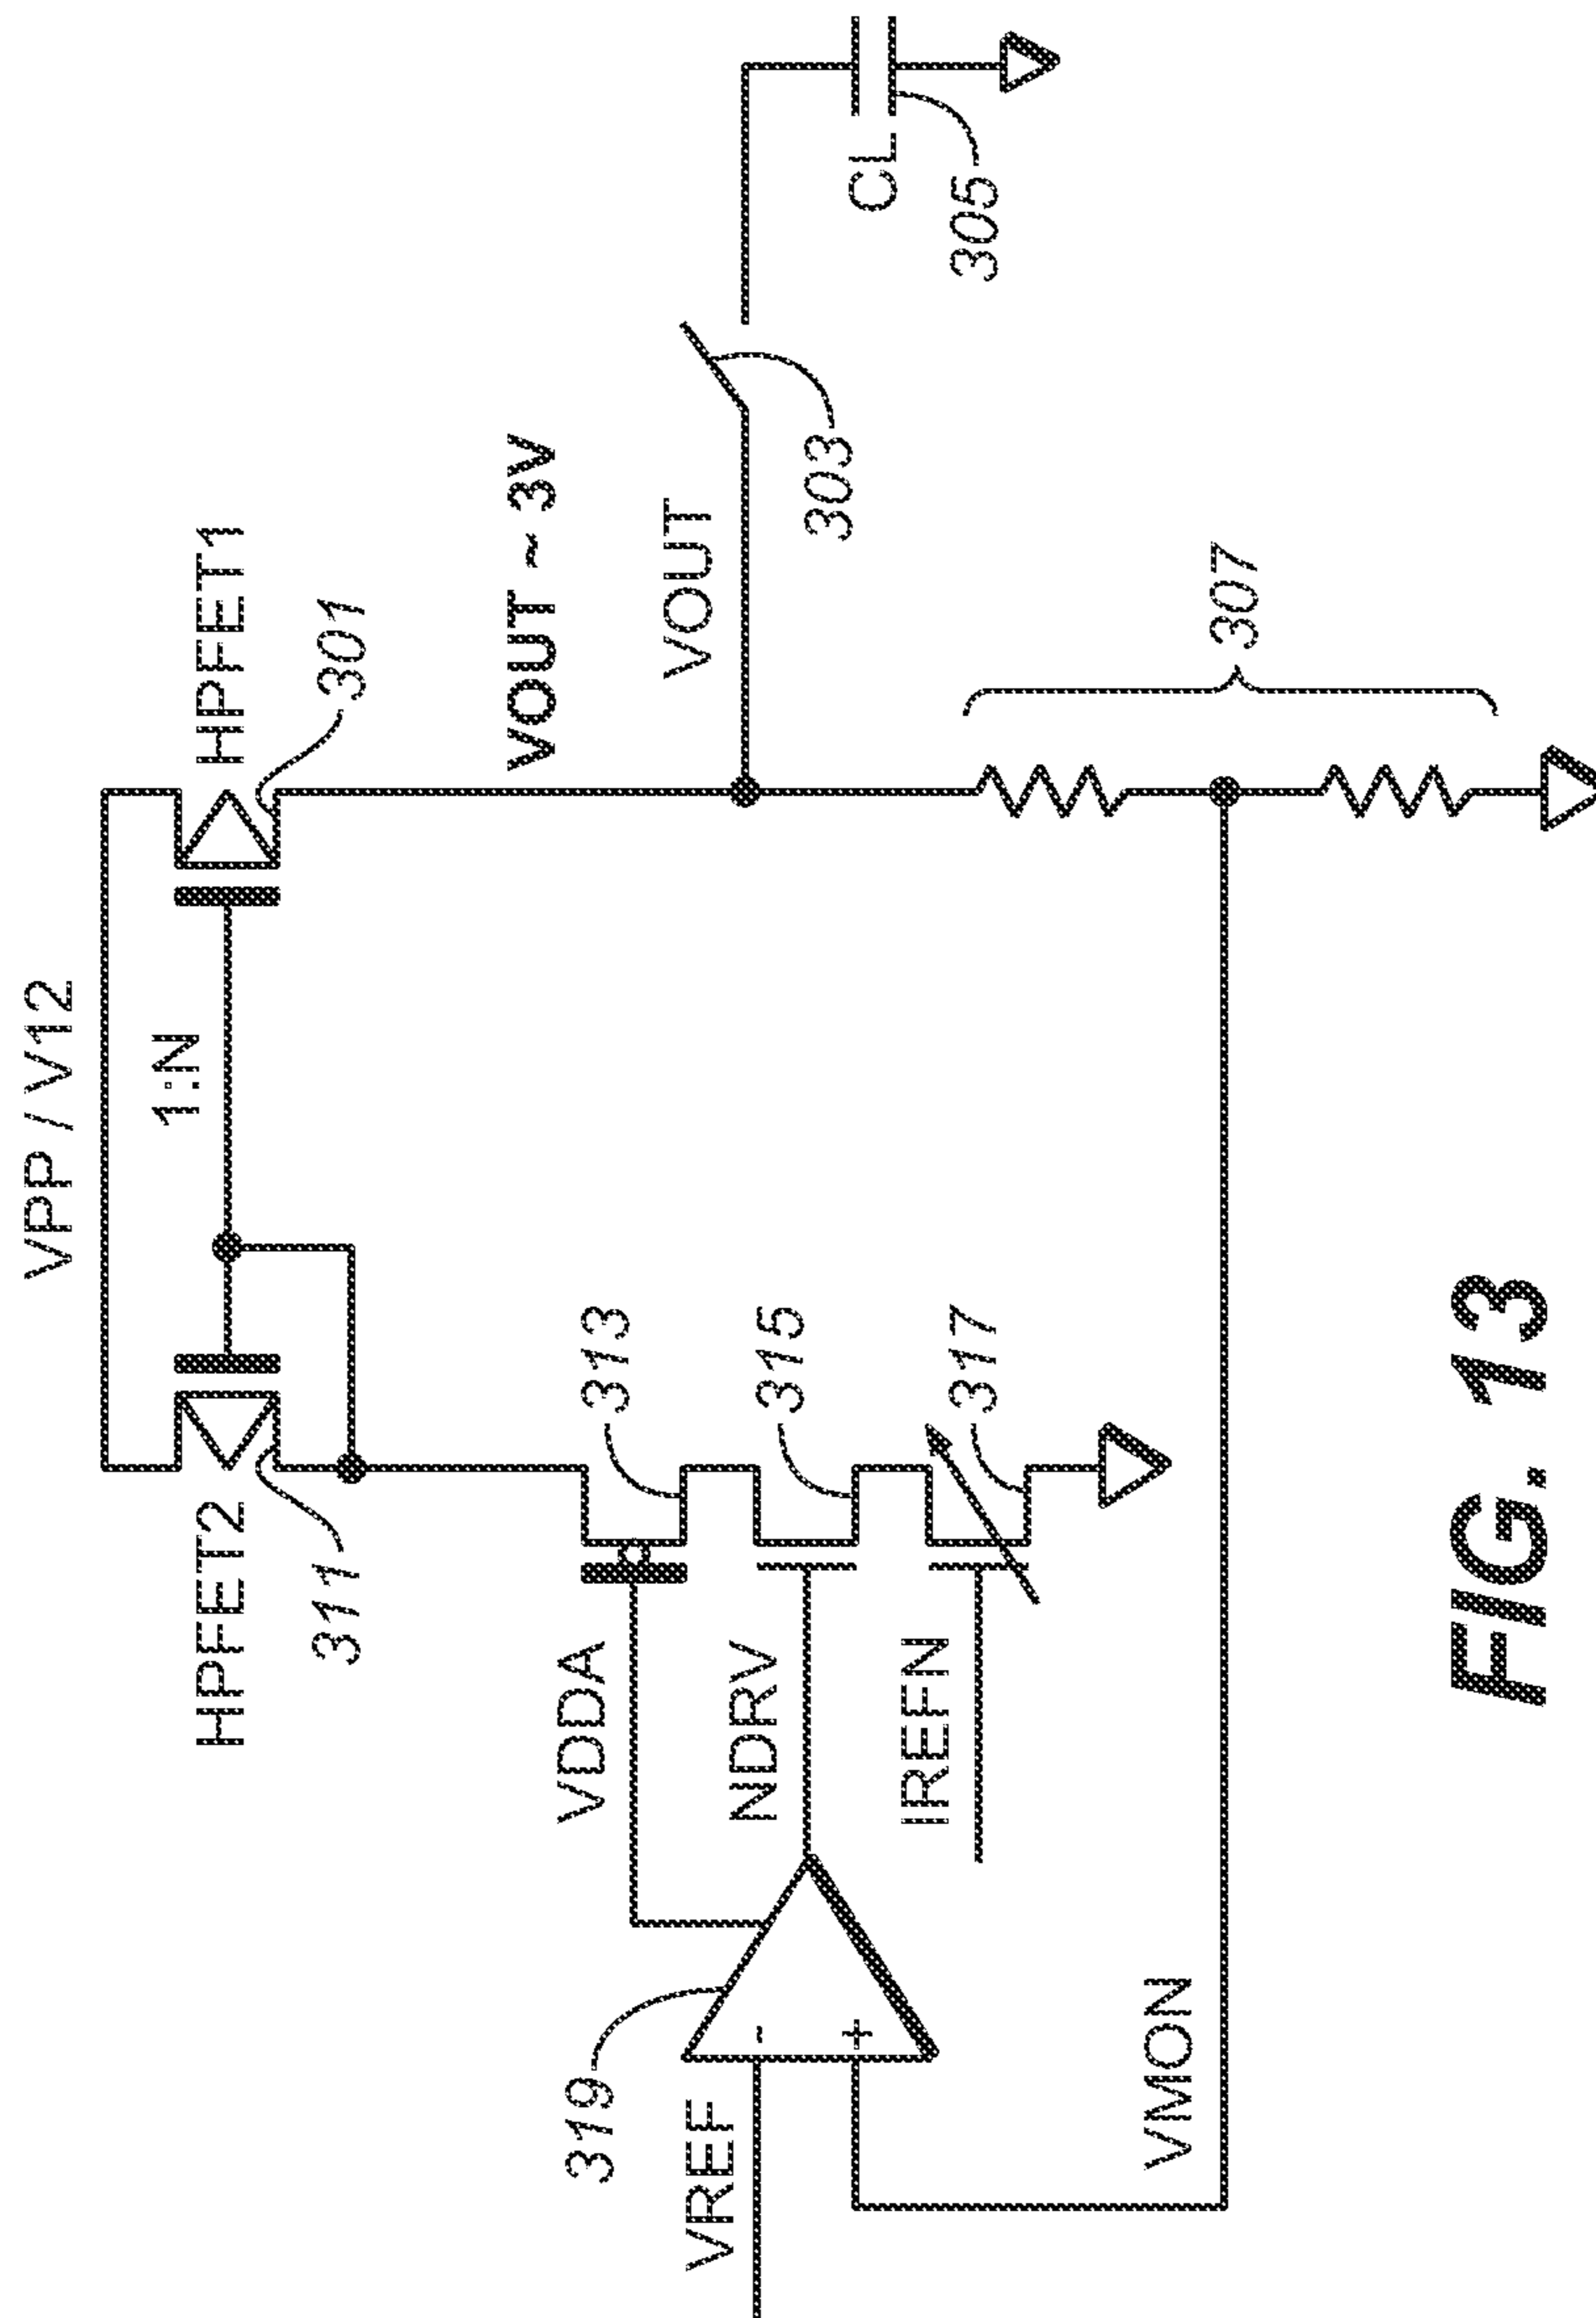 VPP / V12
HPFET2
311
1:N
HPFET1
301
VOUT ~ 3V
VOUT
303
CL
305
307
VDDA
313
NDRV
315
IREFN
317
319
VREF
-
+
VMON
FIG. 13